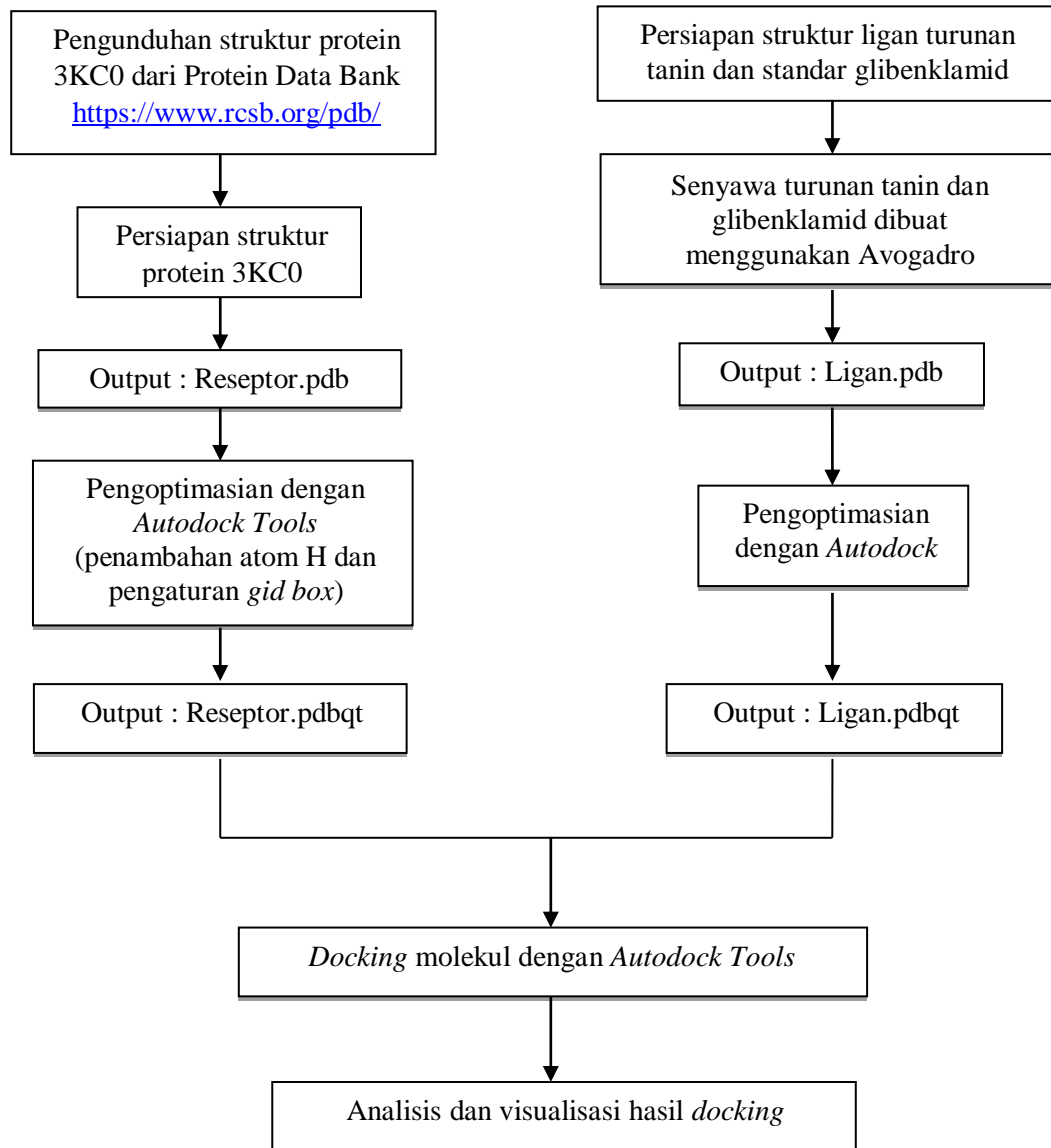 Pengunduhan struktur protein
3KC0 dari Protein Data Bank
https://www.rcsb.org/pdb/
Persiapan struktur
protein 3KC0
Output : Reseptor.pdb
Pengoptimasian dengan
Autodock Tools
(penambahan atom H dan
pengaturan gid box)
Output : Reseptor.pdbqt
Persiapan struktur ligan turunan
tanin dan standar glibenklamid
Senyawa turunan tanin dan
glibenklamid dibuat
menggunakan Avogadro
Output : Ligan.pdb
Pengoptimasian
dengan Autodock
Output : Ligan.pdbqt
Docking molekul dengan Autodock Tools
Analisis dan visualisasi hasil docking